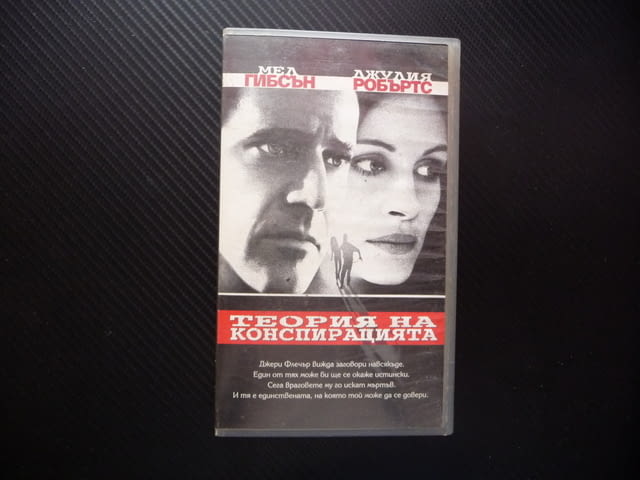 МЕЛ
ГИБСЪН
ДЖУЛИЯ
РОБЪРТС
ТЕОРИЯ НА
КОНСПИРАЦИЯТА
Джери Флечър вижда заговори навсякъде.
Един от тях може би ще се окаже истински.
Сега враговете му го искат мъртъв.
И тя е единствената, на която той може да се довери.